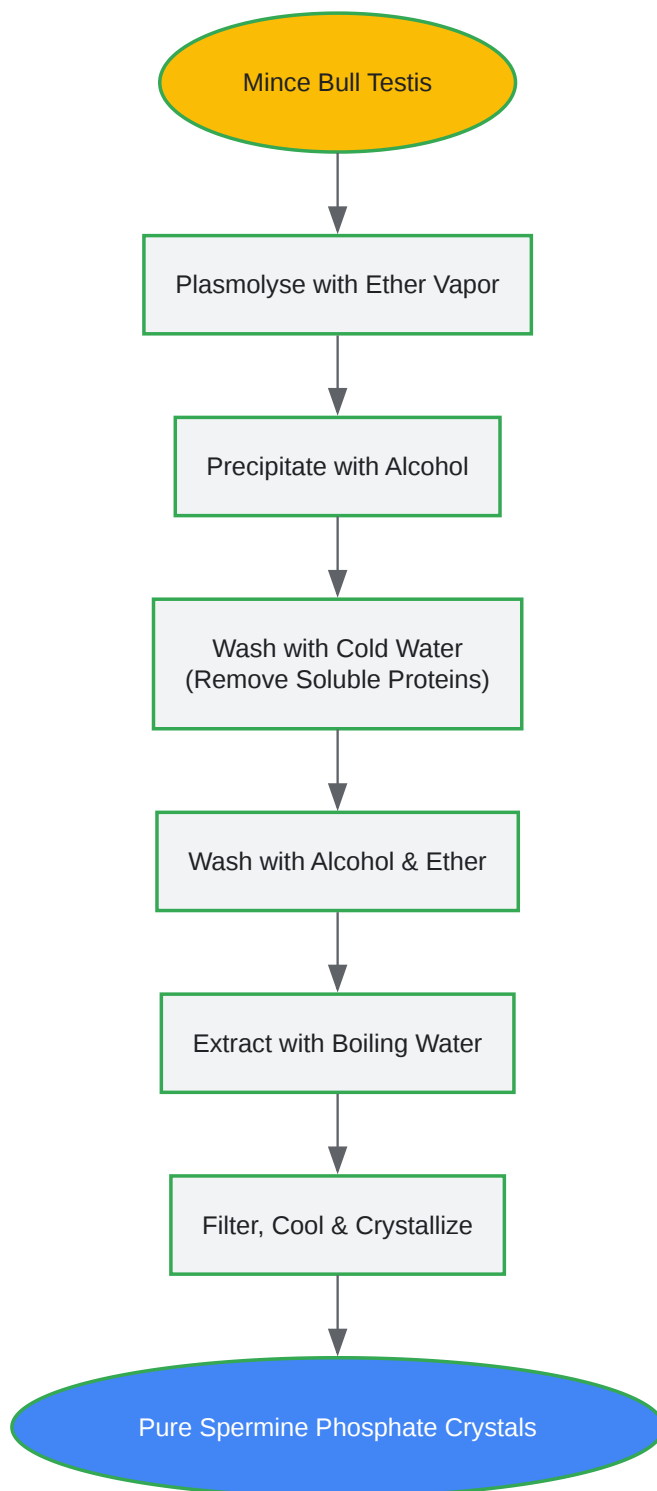 Mince Bull Testis
Plasmolyse with Ether Vapor
Precipitate with Alcohol
Wash with Cold Water
(Remove Soluble Proteins)
Wash with Alcohol & Ether
Extract with Boiling Water
Filter, Cool & Crystallize
Pure Spermine Phosphate Crystals